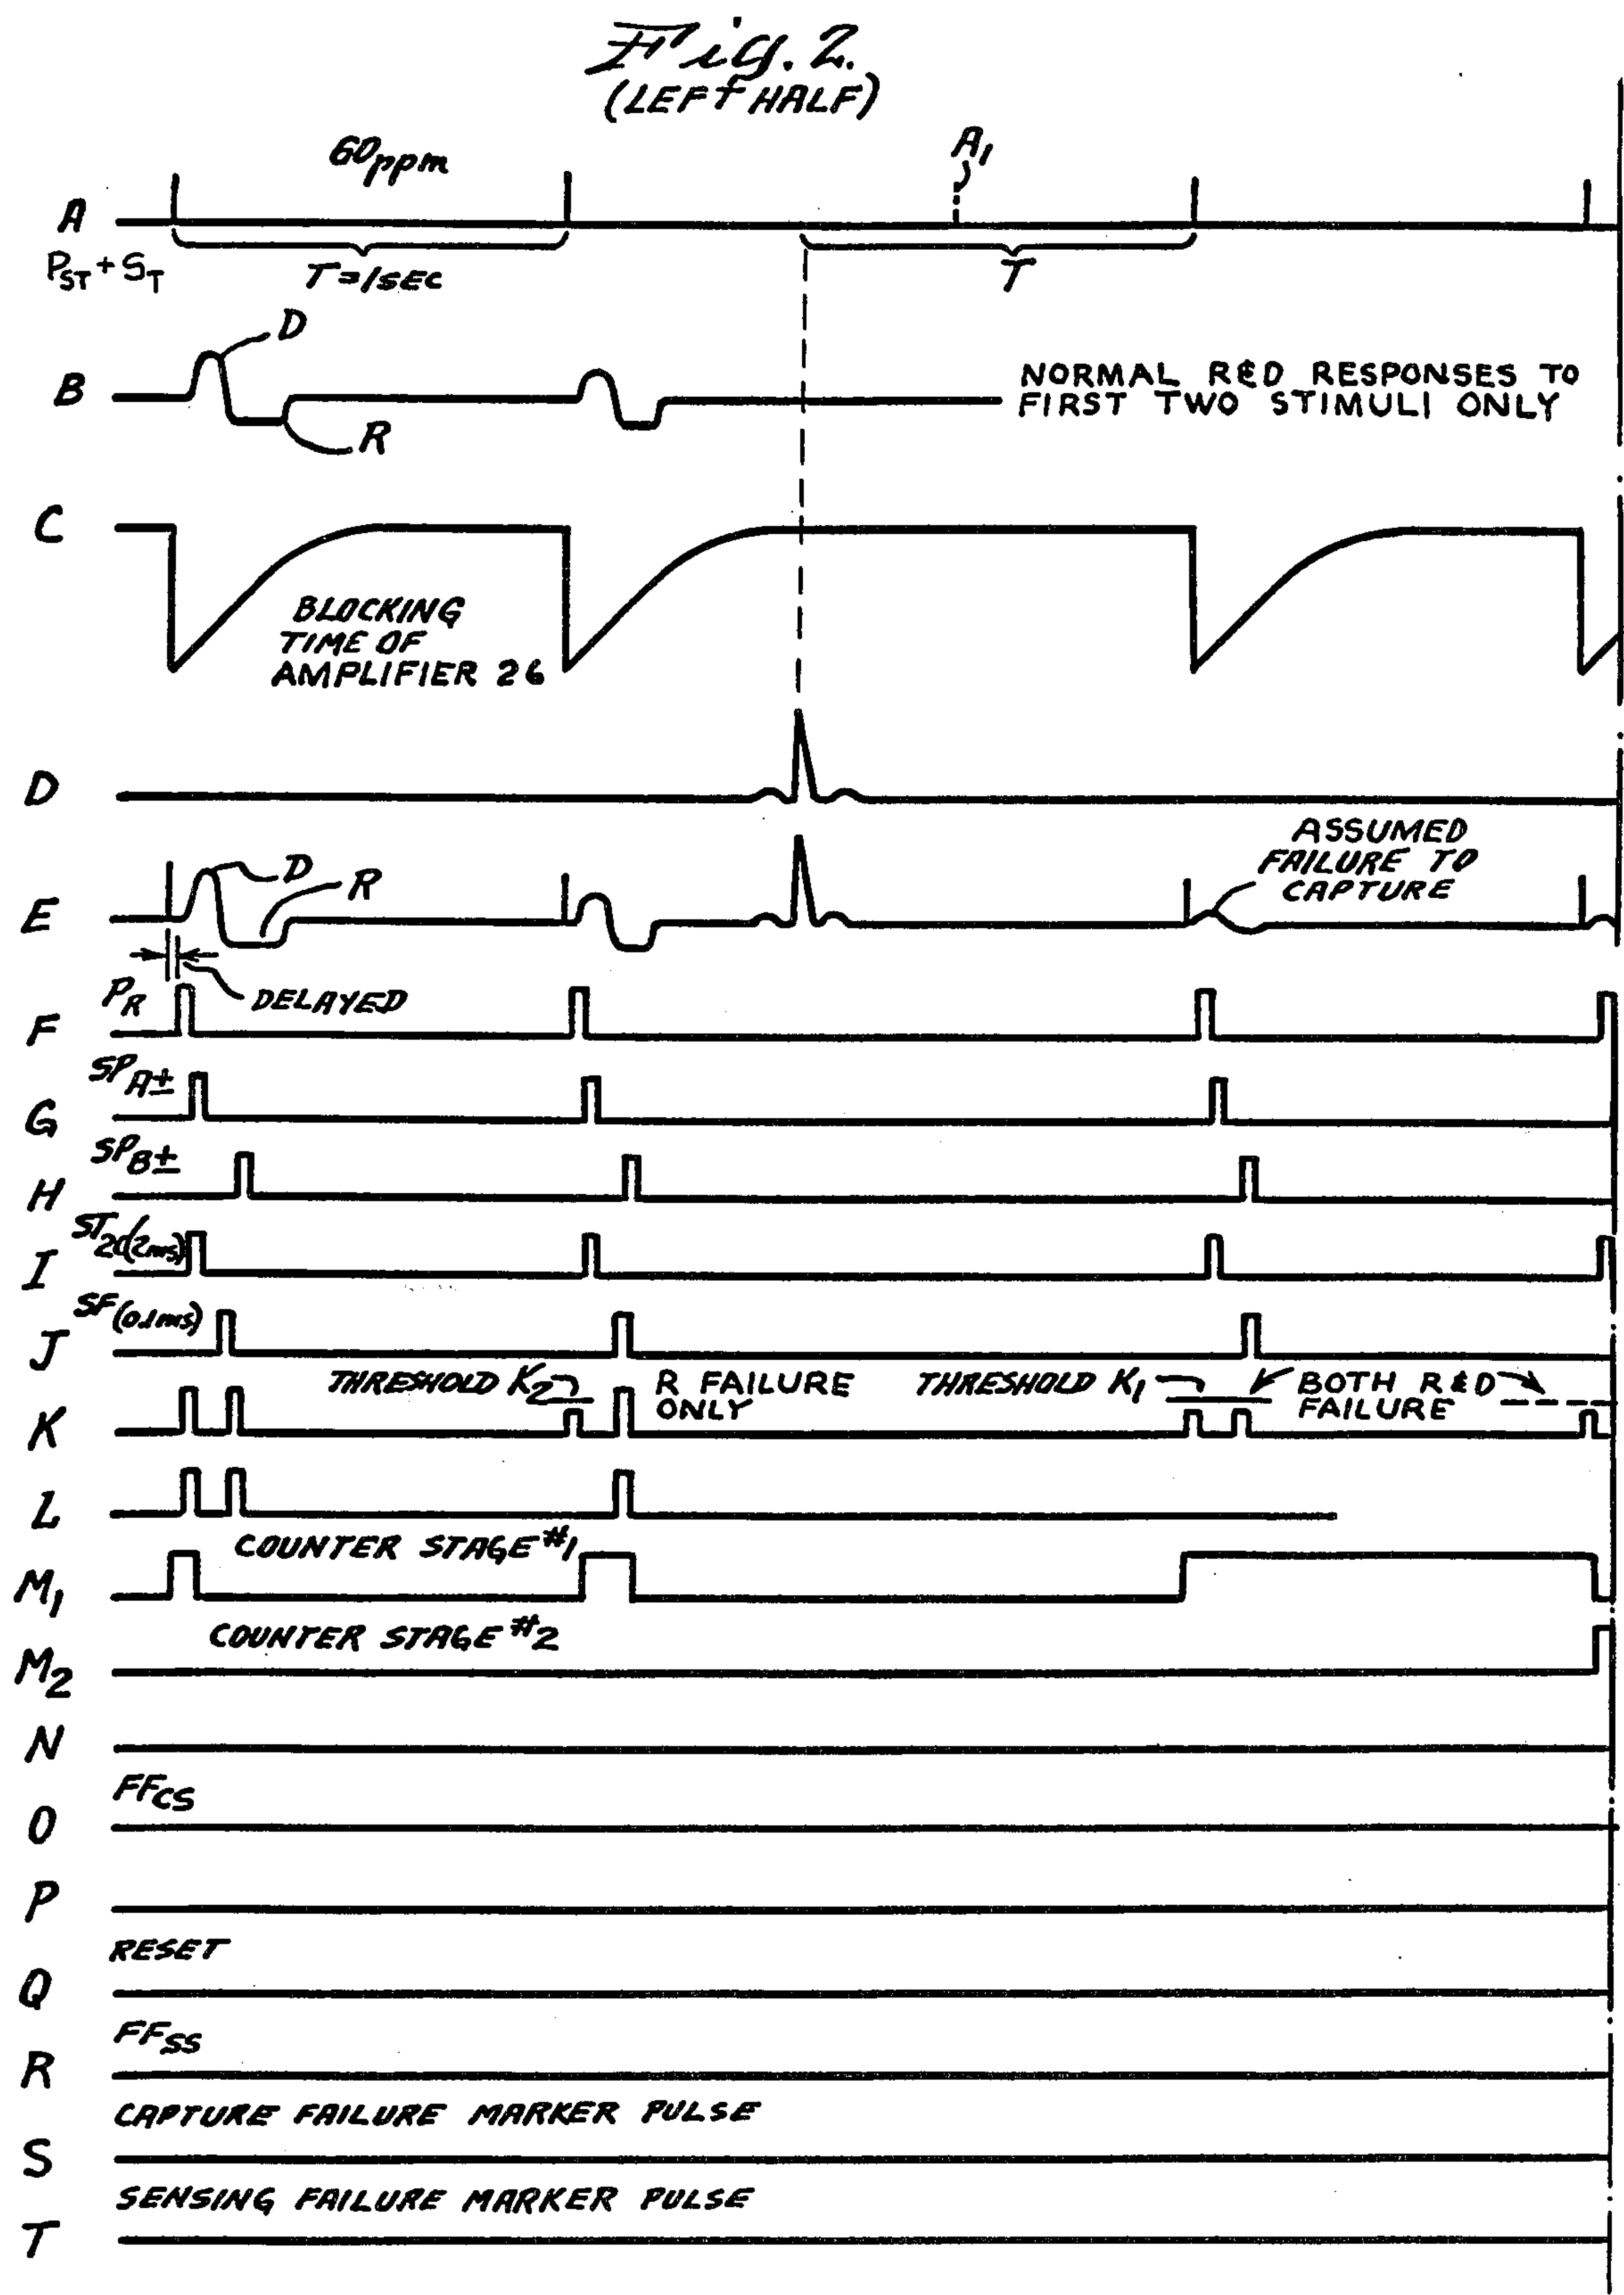 Fig. 2.
(LEFT HALF)
60ppm
A1
A
PST + ST
T=1SEC
T
D
B
NORMAL R&D RESPONSES TO
FIRST TWO STIMULI ONLY
R
C
BLOCKING
TIME OF
AMPLIFIER 26
D
ASSUMED
FAILURE TO
CAPTURE
D
R
E
PR
DELAYED
F
SPA±
G
SPB±
H
ST2d(2ms)
I
SF(0.1ms)
J
THRESHOLD K2
R FAILURE
ONLY
THRESHOLD K1
BOTH R&D
FAILURE
K
L
COUNTER STAGE #1
M1
COUNTER STAGE #2
M2
N
FFCS
O
P
RESET
Q
FFSS
R
CAPTURE FAILURE MARKER PULSE
S
SENSING FAILURE MARKER PULSE
T